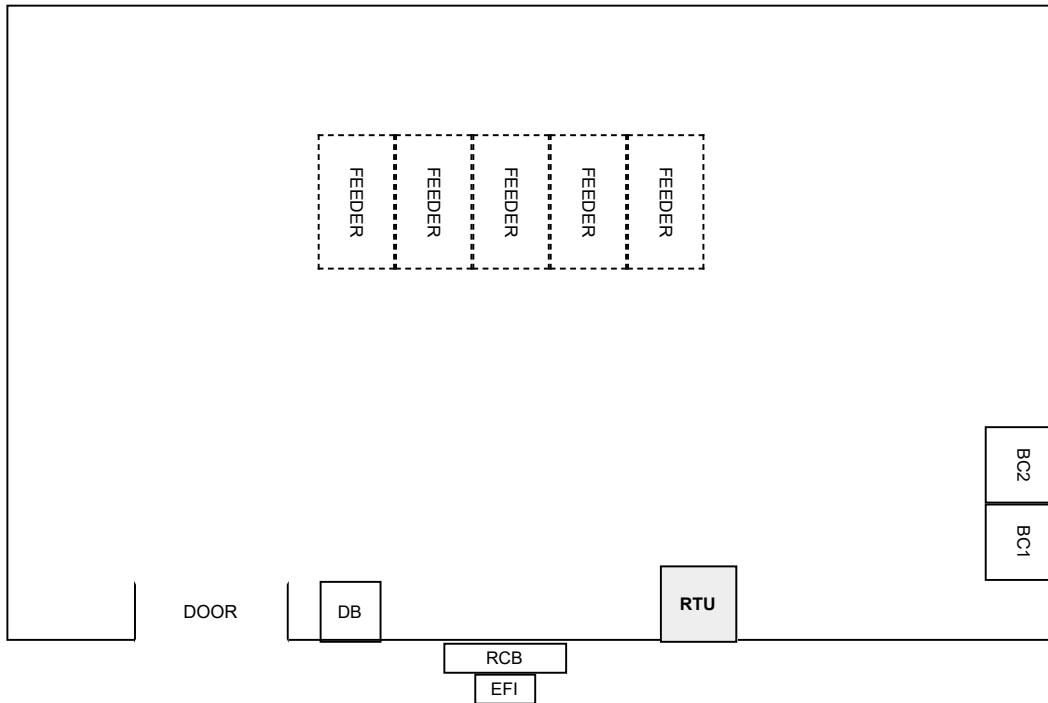 FEEDER
FEEDER
FEEDER
FEEDER
FEEDER
BC2
BC1
DOOR
DB
RTU
RCB
EFI